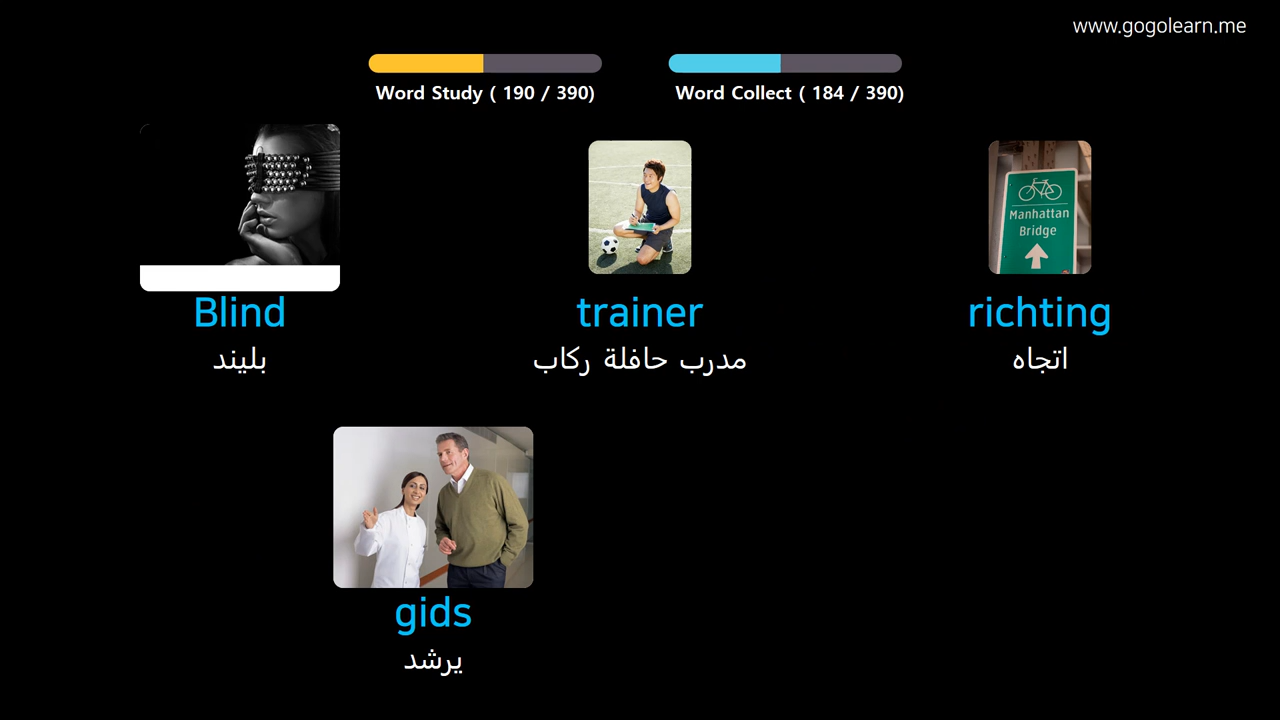 www.gogolearn.me
Word Study ( 190 / 390)
Word Collect ( 184 / 390)
Manhattan
Bridge
Blind
بليند
trainer
مدرب حافلة ركاب
richting
اتجاه
gids
يرشد